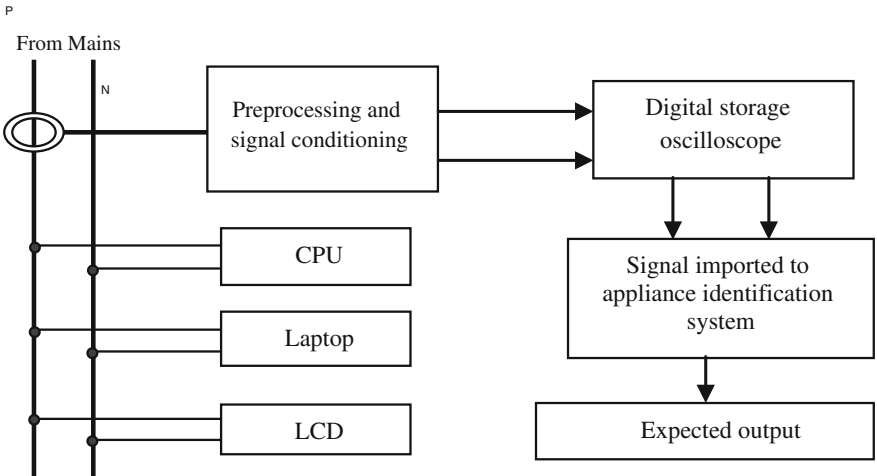 P
From Mains
N
Preprocessing and
signal conditioning
Digital storage
oscilloscope
CPU
Signal imported to
appliance identification
system
Laptop
LCD
Expected output